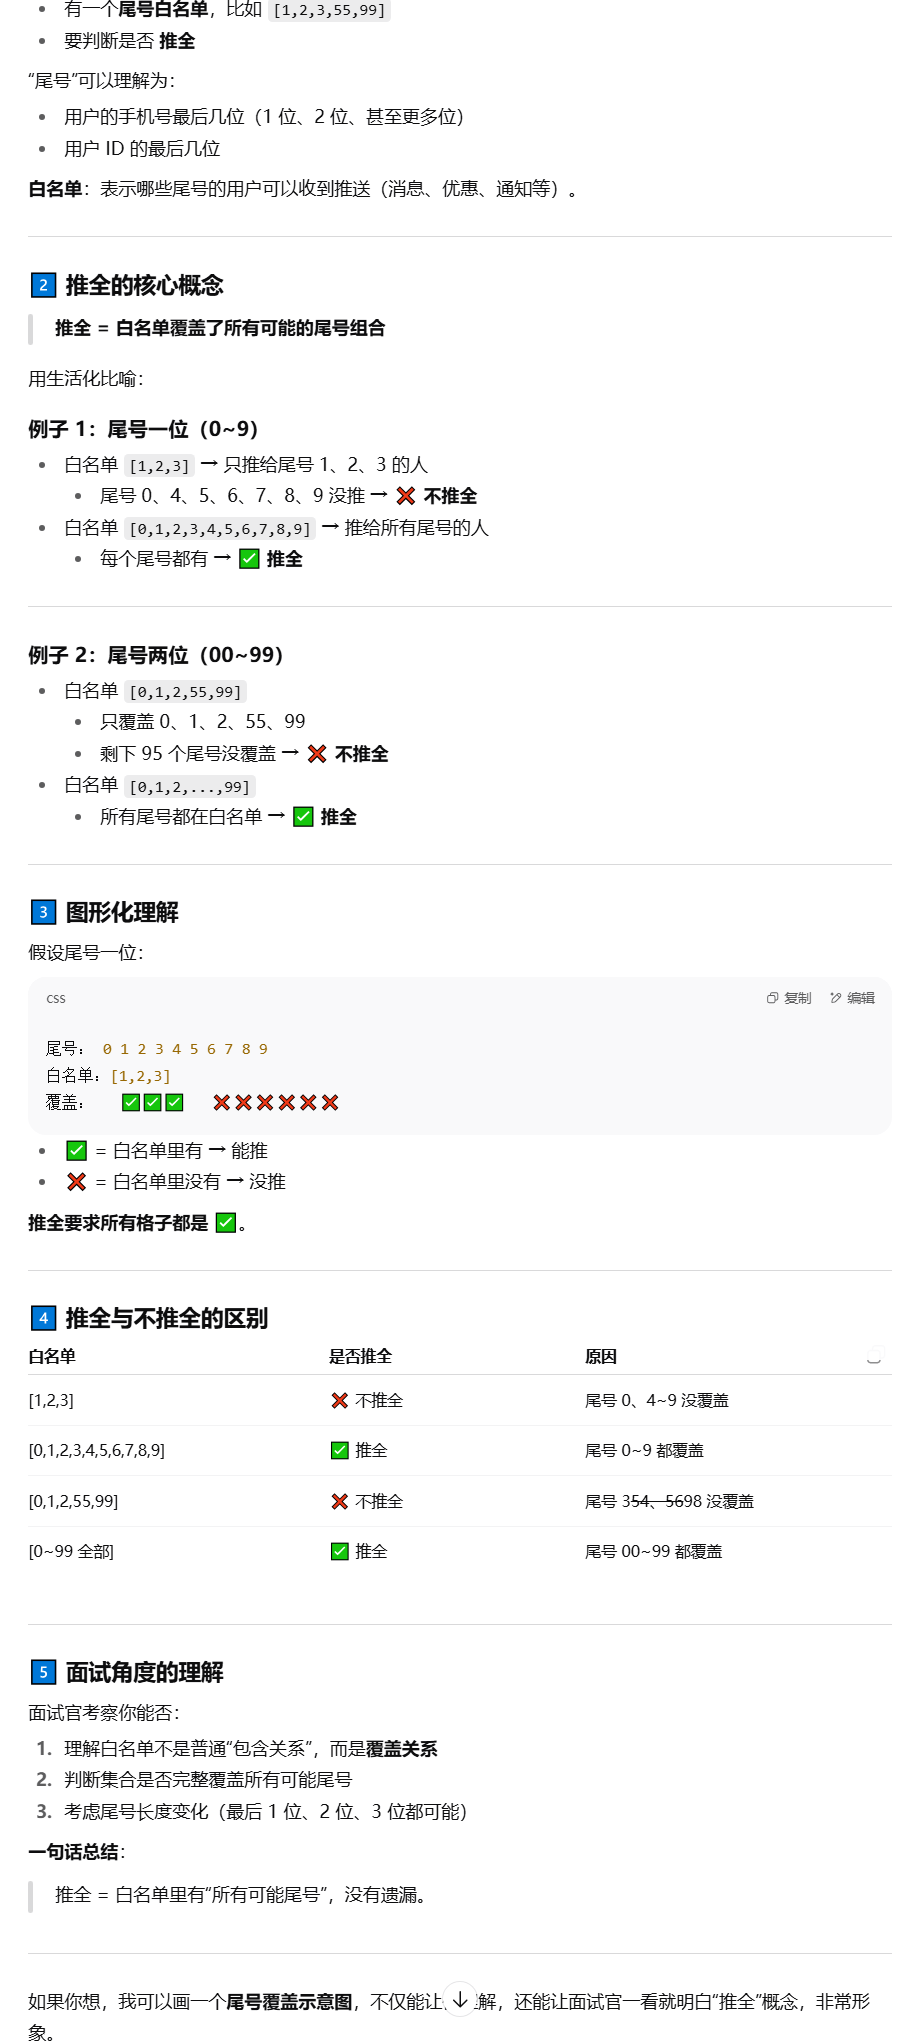 有一个尾号白名单，比如 [1,2,3,55,99]
要判断是否 推全
“尾号”可以理解为：
用户的手机号最后几位（1 位、2 位、甚至更多位）
用户 ID 的最后几位
白名单：表示哪些尾号的用户可以收到推送（消息、优惠、通知等）。
2 推全的核心概念
推全 = 白名单覆盖了所有可能的尾号组合
用生活化比喻：
例子 1：尾号一位（0~9）
白名单 [1,2,3] → 只推给尾号 1、2、3 的人
尾号 0、4、5、6、7、8、9 没推 → ❌ 不推全
白名单 [0,1,2,3,4,5,6,7,8,9] → 推给所有尾号的人
每个尾号都有 → ✅ 推全
例子 2：尾号两位（00~99）
白名单 [0,1,2,55,99]
只覆盖 0、1、2、55、99
剩下 95 个尾号没覆盖 → ❌ 不推全
白名单 [0,1,2,...,99]
所有尾号都在白名单 → ✅ 推全
3 图形化理解
假设尾号一位：
css 复制 编辑
尾号： 0 1 2 3 4 5 6 7 8 9
白名单：[1,2,3]
覆盖： ✅✅✅ ❌❌❌❌❌❌
✅ = 白名单里有 → 能推
❌ = 白名单里没有 → 没推
推全要求所有格子都是 ✅。
4 推全与不推全的区别
白名单 是否推全 原因
[1,2,3] ❌ 不推全 尾号 0、4~9 没覆盖
[0,1,2,3,4,5,6,7,8,9] ✅ 推全 尾号 0~9 都覆盖
[0,1,2,55,99] ❌ 不推全 尾号 354、5698 没覆盖
[0~99 全部] ✅ 推全 尾号 00~99 都覆盖
5 面试角度的理解
面试官考察你能否：
1. 理解白名单不是普通“包含关系”，而是覆盖关系
2. 判断集合是否完整覆盖所有可能尾号
3. 考虑尾号长度变化（最后 1 位、2 位、3 位都可能）
一句话总结：
推全 = 白名单里有“所有可能尾号”，没有遗漏。
如果你想，我可以画一个尾号覆盖示意图，不仅能让解，还能让面试官一看就明白“推全”概念，非常形
象。